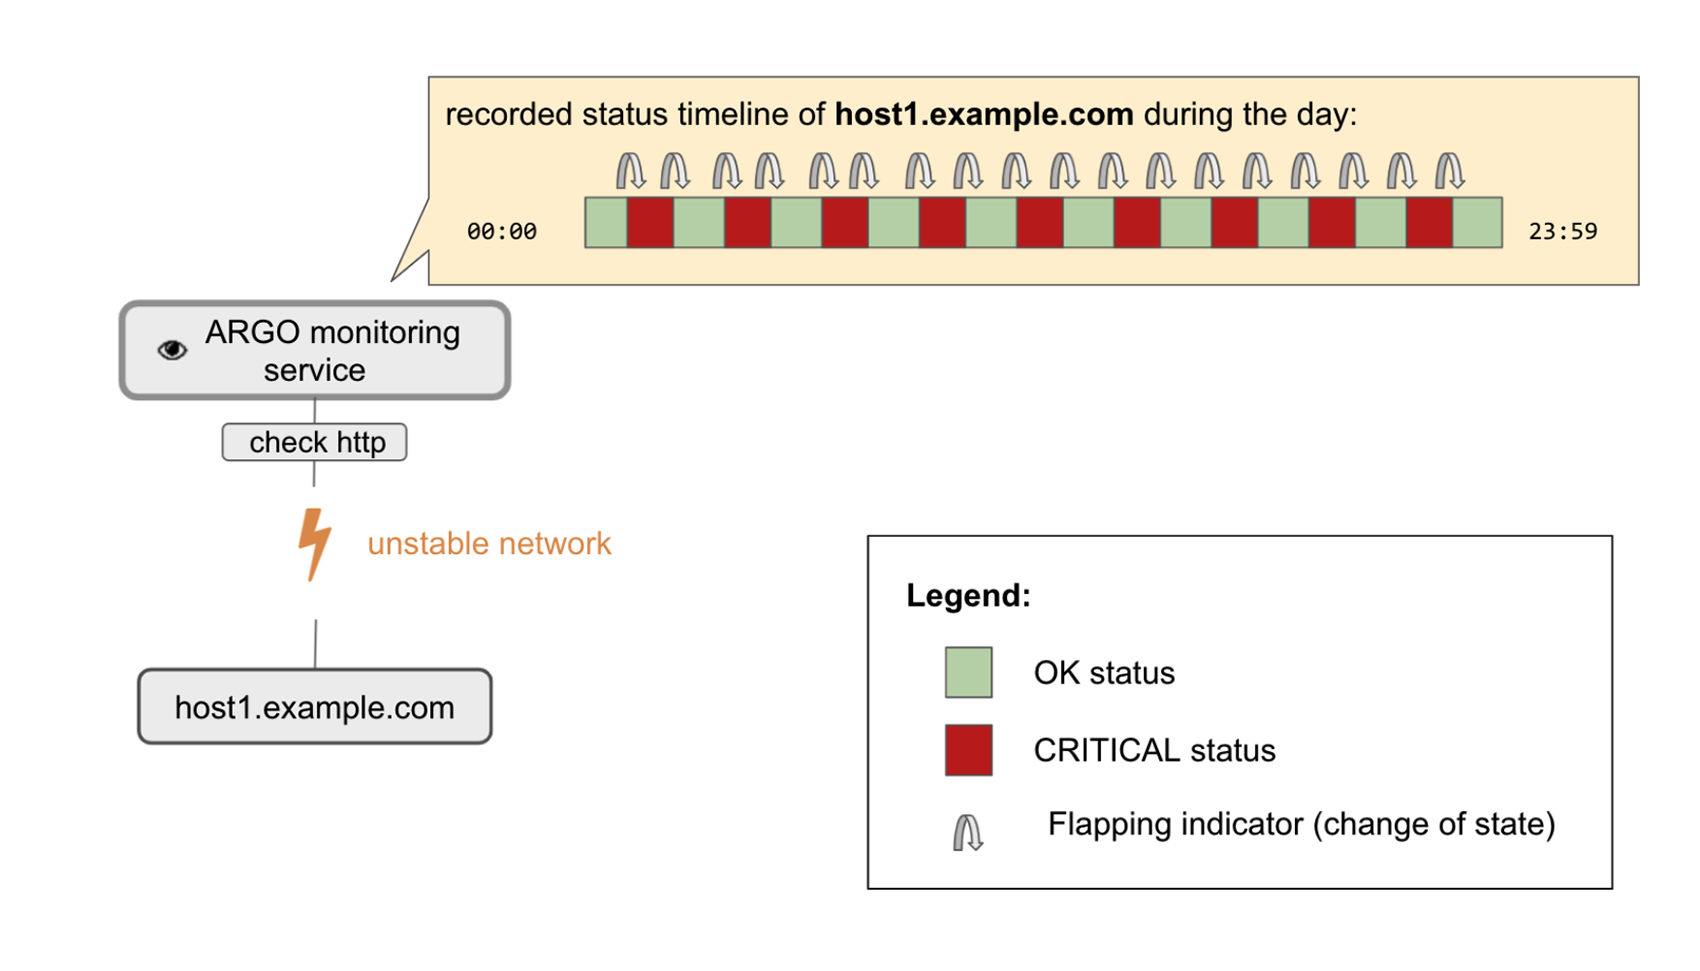 recorded status timeline of host1.example.com during the day:
00:00
23:59
ARGO monitoring
service
check http
unstable network
host1.example.com
Legend:
OK status
CRITICAL status
Flapping indicator (change of state)